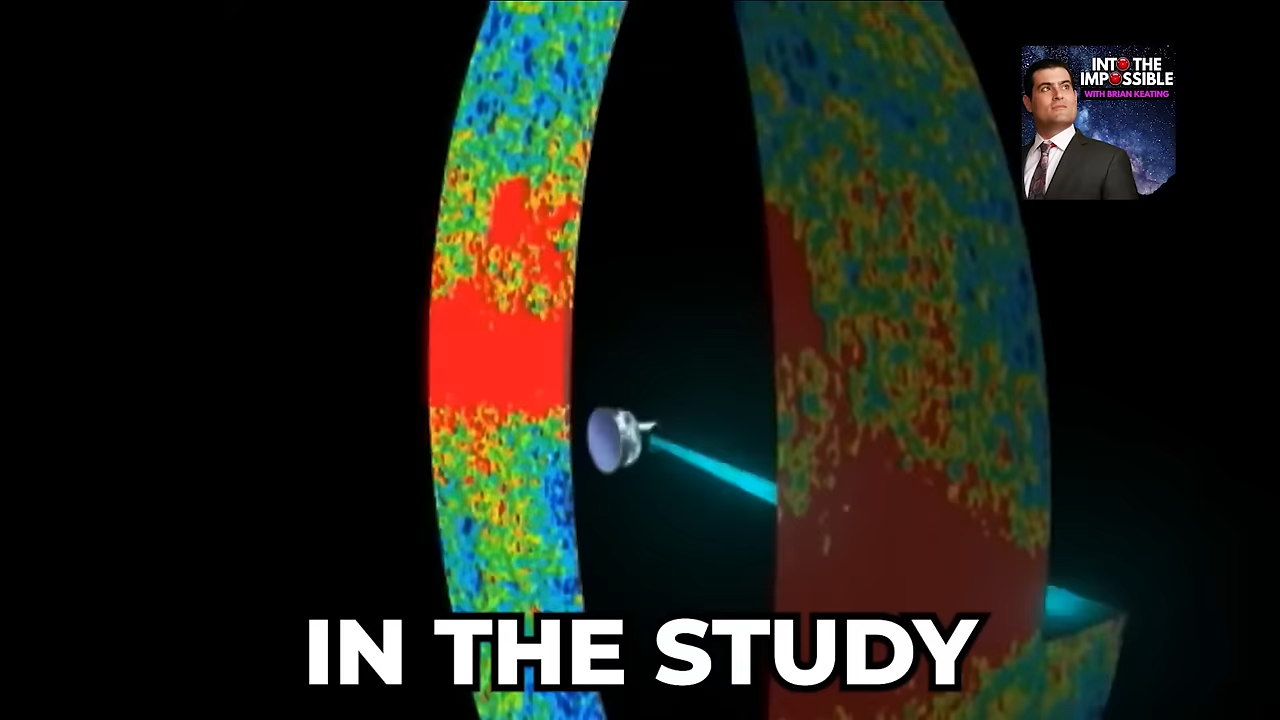 INTO THE
IMPOSSIBLE
WITH BRIAN KEATING
IN THE STUDY